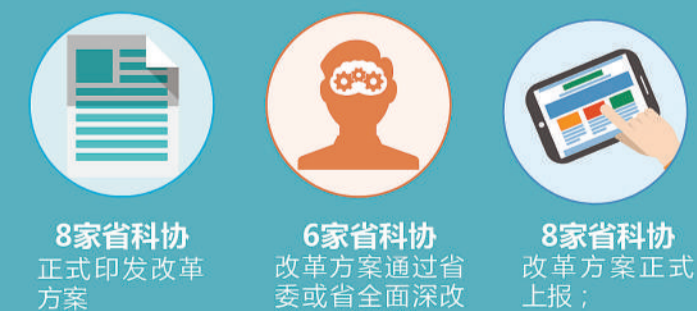 8家省科协
正式印发改革
方案
6家省科协
改革方案通过省
委或省全面深改
8家省科协
改革方案正式
上报；